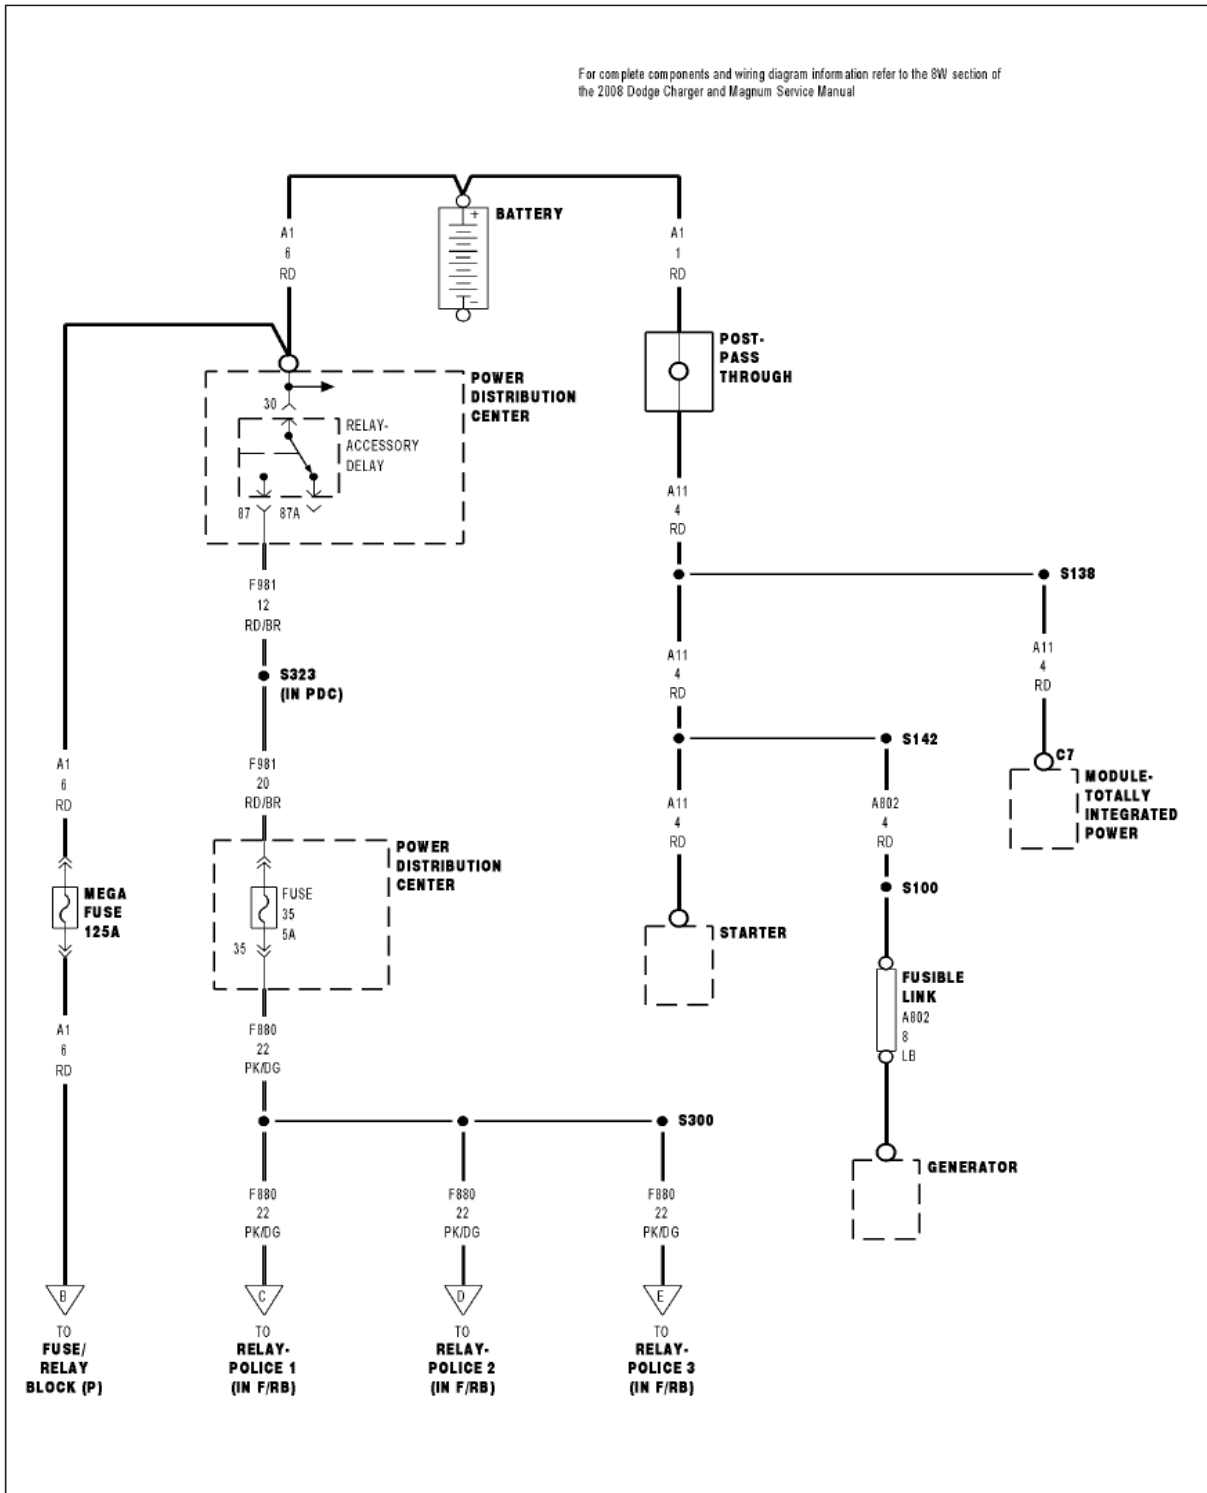 For complete components and wiring diagram information refer to the 8W section of
the 2008 Dodge Charger and Magnum Service Manual
+
BATTERY
-
A1
6
RD
A1
1
RD
POST-
PASS
THROUGH
POWER
DISTRIBUTION
CENTER
30
RELAY-
ACCESSORY
DELAY
87
87A
A11
4
RD
F981
12
RD/BR
S138
S323
(IN PDC)
A11
4
RD
A11
4
RD
S142
C7
MODULE-
TOTALLY
INTEGRATED
POWER
A1
6
RD
F981
20
RD/BR
A11
4
RD
A802
4
RD
POWER
DISTRIBUTION
CENTER
MEGA
FUSE
125A
FUSE
35
5A
35
S100
STARTER
FUSIBLE
LINK
A802
8
LB
A1
6
RD
F880
22
PK/DG
S300
GENERATOR
F880
22
PK/DG
F880
22
PK/DG
F880
22
PK/DG
B
TO
FUSE/
RELAY
BLOCK (P)
C
TO
RELAY-
POLICE 1
(IN F/RB)
D
TO
RELAY-
POLICE 2
(IN F/RB)
E
TO
RELAY-
POLICE 3
(IN F/RB)